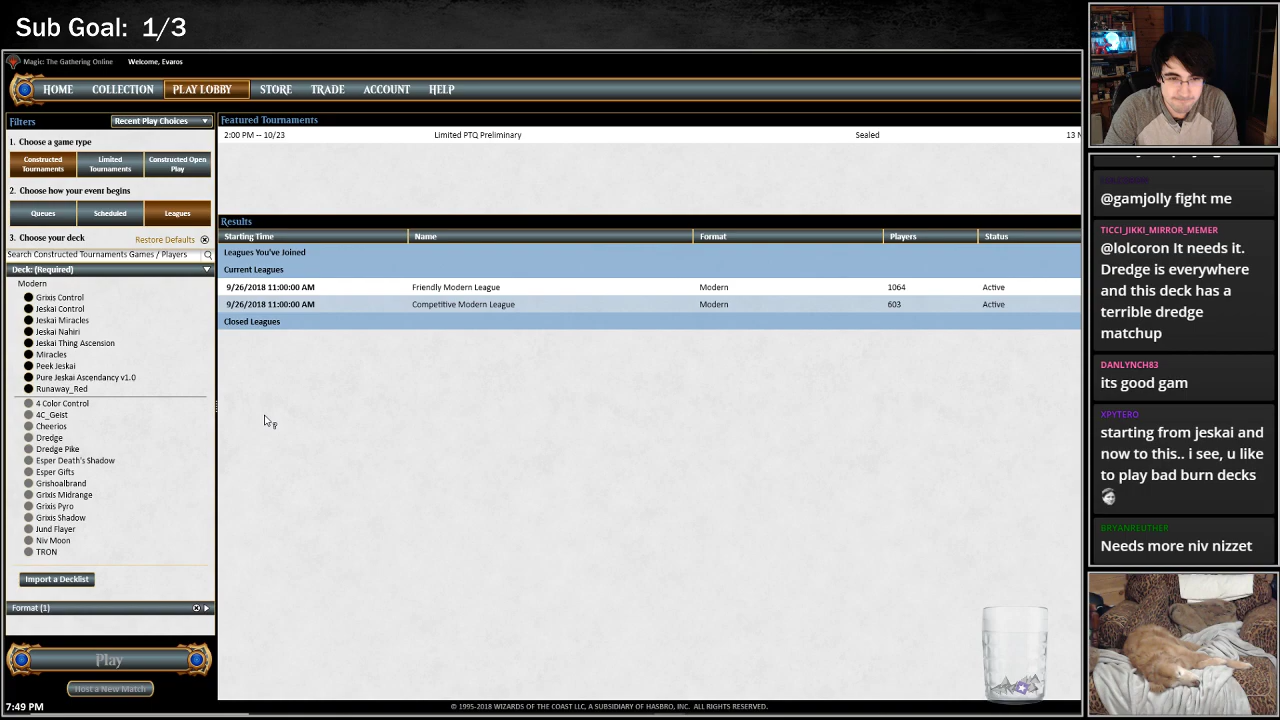 Sub Goal: 1/3
Magic: The Gathering Online Welcome, Evaros
HOME COLLECTION PLAY LOBBY STORE TRADE ACCOUNT HELP
Filters Recent Play Choices
1. Choose a game type
Constructed Tournaments
Limited Tournaments
Constructed Open Play
2. Choose how your event begins
Queues Scheduled Leagues
3. Choose your deck Restore Defaults
Search Constructed Tournaments Games / Players
Deck: (Required)
Modern
Grixis Control
Jeskai Control
Jeskai Miracles
Jeskai Nahiri
Jeskai Thing Ascension
Miracles
Peek Jeskai
Pure Jeskai Ascendancy v1.0
Runaway_Red
4 Color Control
4C_Geist
Cheerios
Dredge
Dredge Pike
Esper Death's Shadow
Esper Gifts
Grishoalbrand
Grixis Midrange
Grixis Pyro
Grixis Shadow
Jund Flayer
Niv Moon
TRON
Import a Decklist
Format (1)
Play
Host a New Match
7:49 PM
Featured Tournaments
2:00 PM -- 10/23 Limited PTQ Preliminary Sealed 13
Results
Starting Time Name Format Players Status
Leagues You've Joined
Current Leagues
9/26/2018 11:00:00 AM Friendly Modern League Modern 1064 Active
9/26/2018 11:00:00 AM Competitive Modern League Modern 603 Active
Closed Leagues
© 1995-2018 WIZARDS OF THE COAST LLC, A SUBSIDIARY OF HASBRO, INC. ALL RIGHTS RESERVED.
@gamjolly fight me
TICCI_JIKKI_MIRROR_MEMER
@lolcoron It needs it.
Dredge is everywhere
and this deck has a
terrible dredge
matchup
DANLYNCH83
its good gam
XPYTERO
starting from jeskai and
now to this.. i see, u like
to play bad burn decks
BRYANREUTHER
Needs more niv nizzet